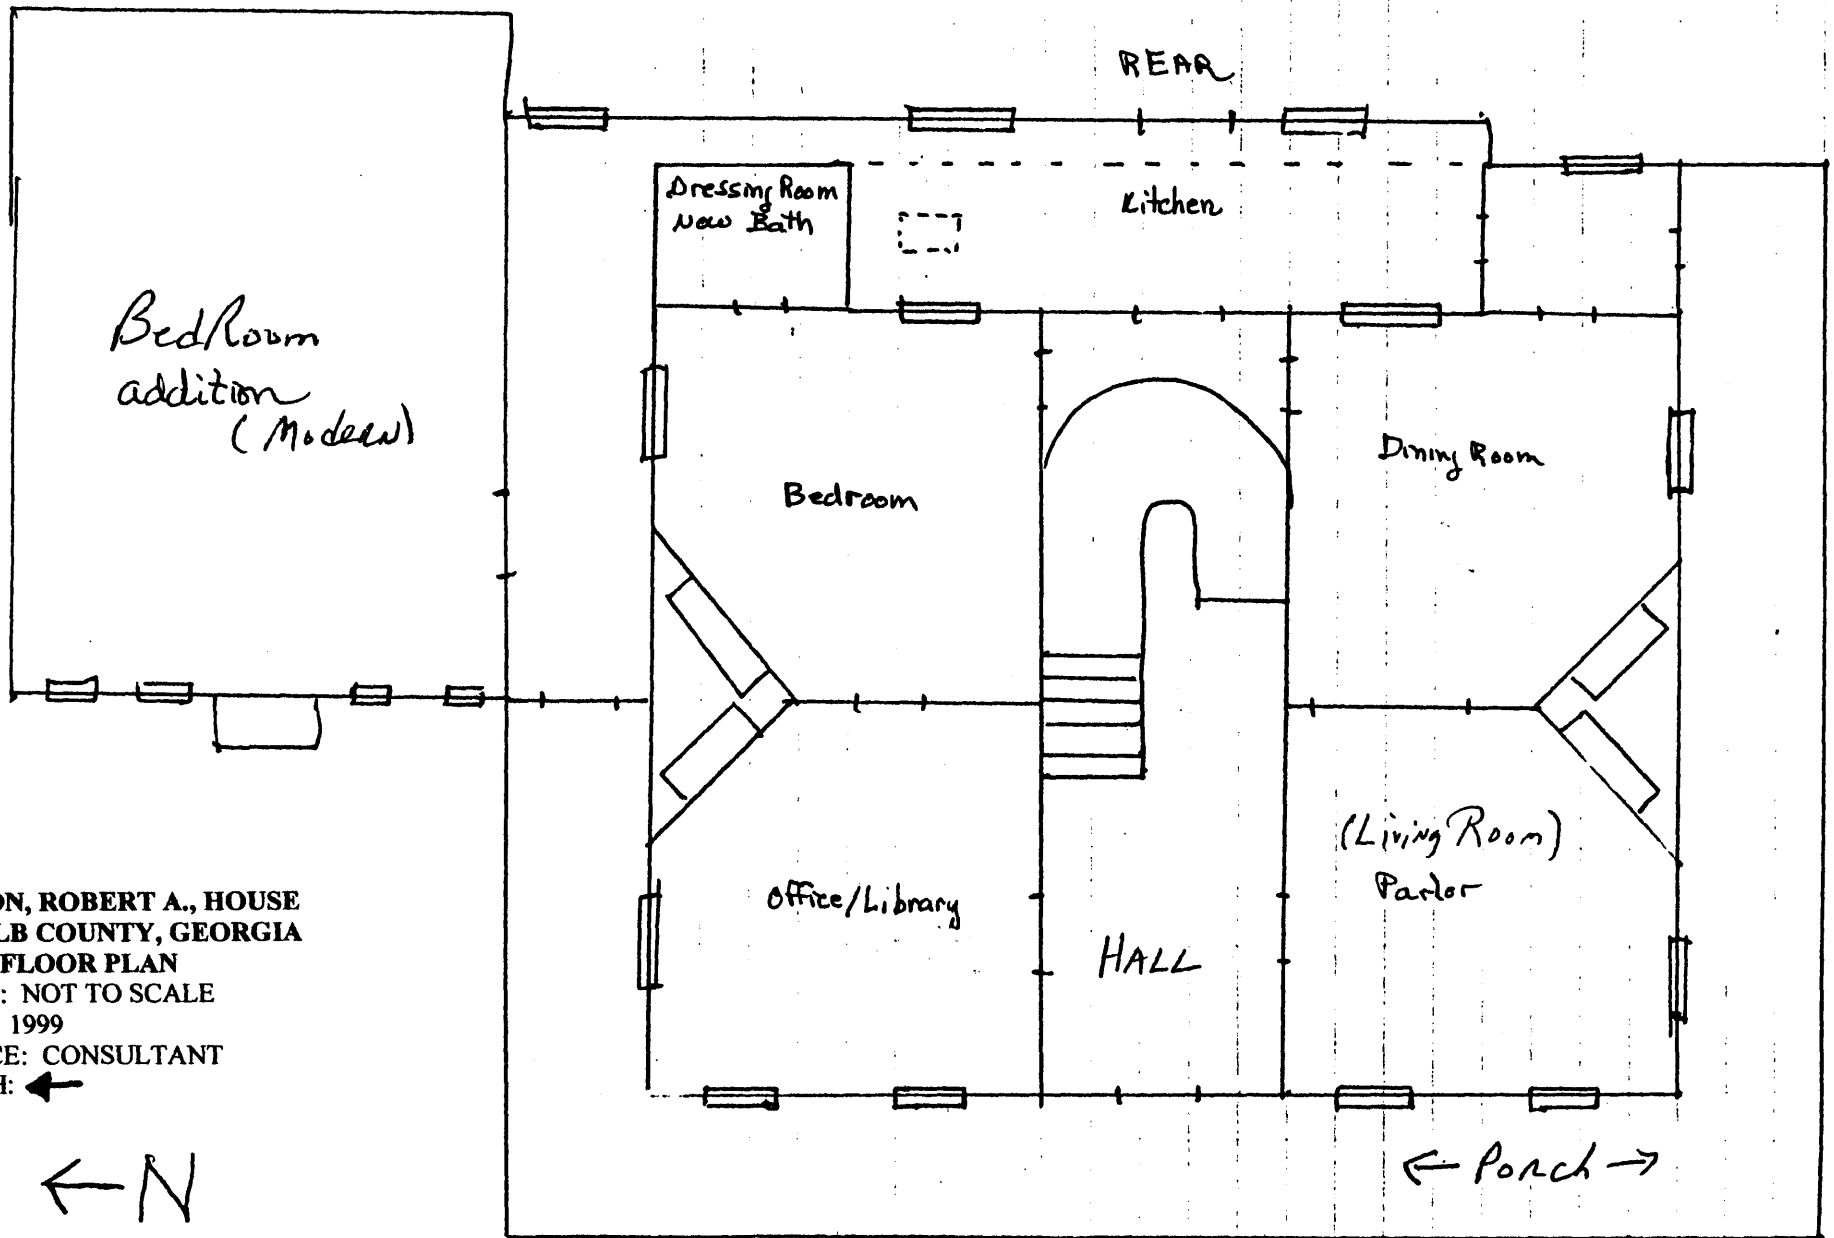 REAR
Dressing Room
Now Bath
Kitchen
BedRoom
addition
(Modern)
Bedroom
Dining Room
(Living Room)
Parlor
Office/Library
HALL
ON, ROBERT A., HOUSE
LB COUNTY, GEORGIA
FLOOR PLAN
: NOT TO SCALE
1999
CE: CONSULTANT
H: ←
← N
← Porch →